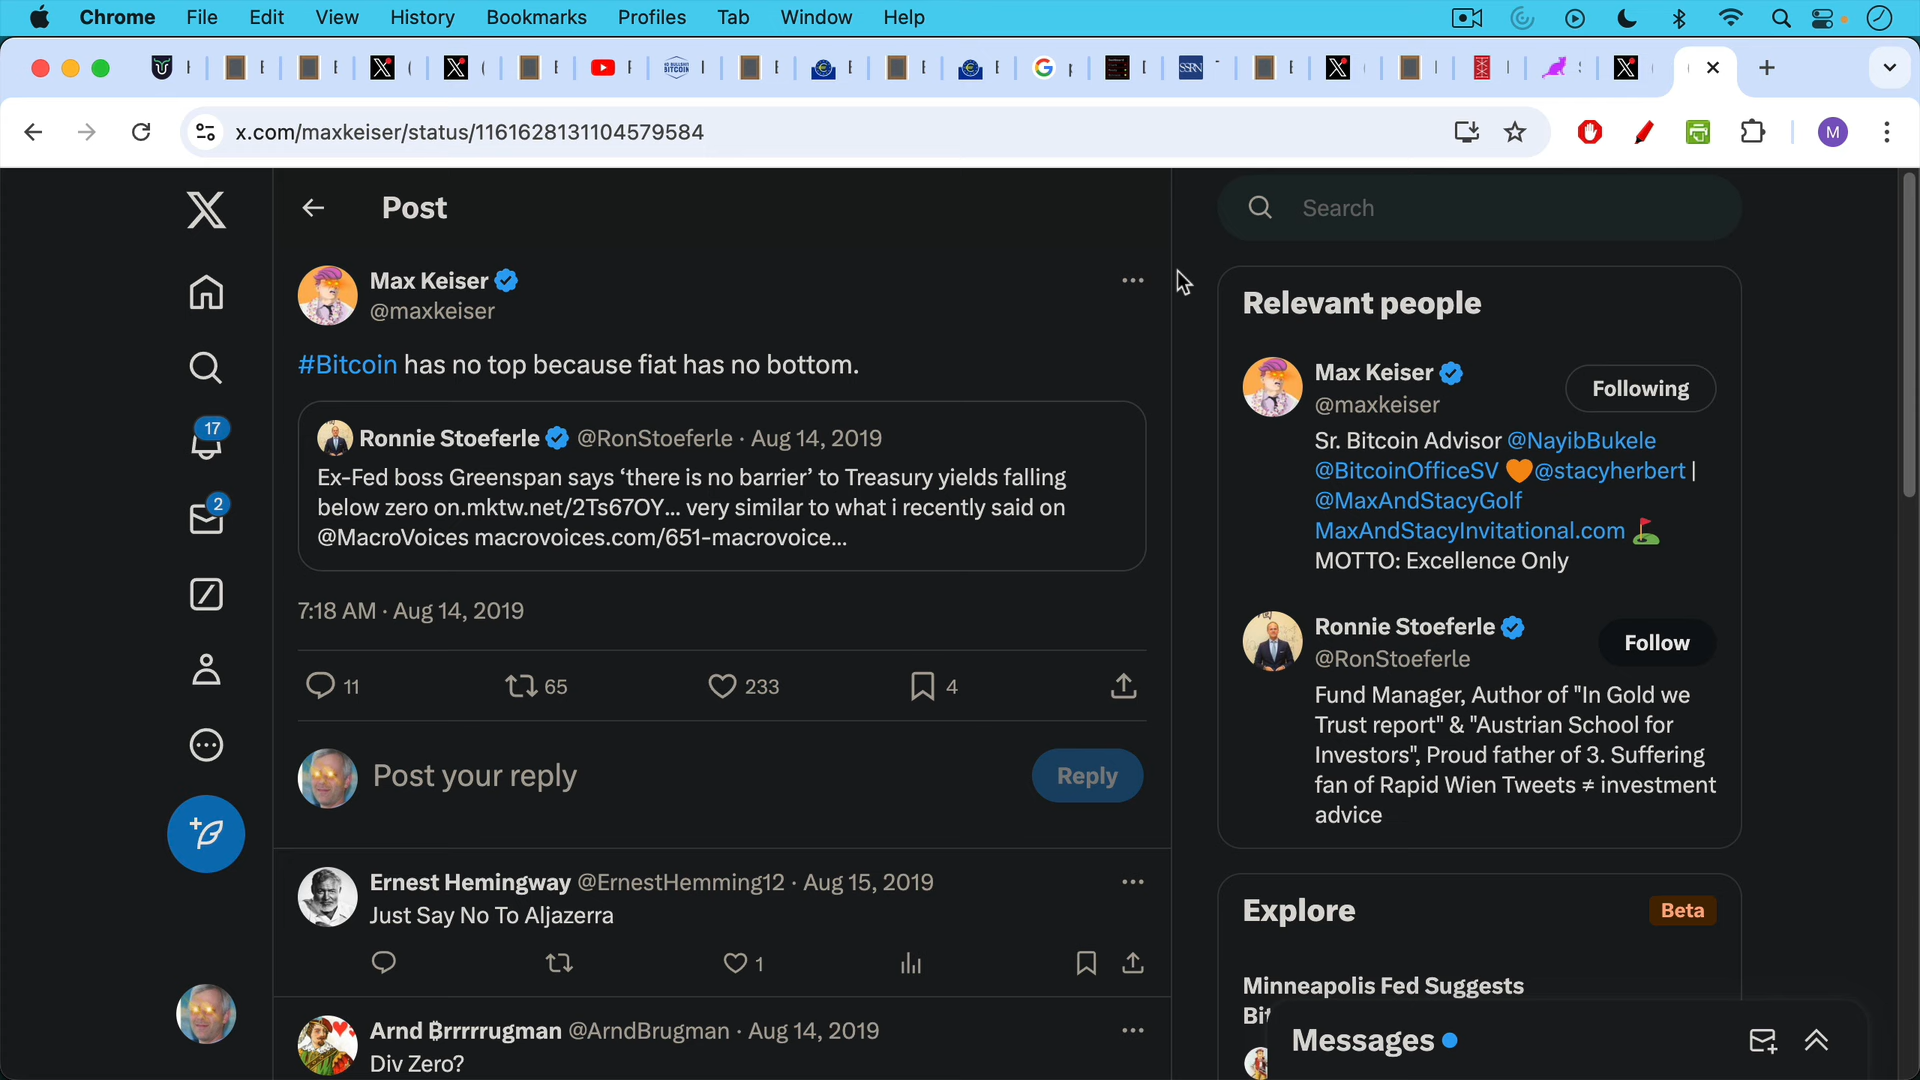 Chrome File Edit View History Bookmarks Profiles Tab Window Help
x.com/maxkeiser/status/1161628131104579584
M
Post
Search
Max Keiser
@maxkeiser
#Bitcoin has no top because fiat has no bottom.
Ronnie Stoeferle @RonStoeferle · Aug 14, 2019
Ex-Fed boss Greenspan says ‘there is no barrier’ to Treasury yields falling
below zero on.mktw.net/2Ts67OY... very similar to what i recently said on
@MacroVoices macrovoices.com/651-macrovoice...
7:18 AM · Aug 14, 2019
11 65 233 4
Post your reply
Reply
Ernest Hemingway @ErnestHemming12 · Aug 15, 2019
Just Say No To Aljazerra
1
Arnd ₿rrrrrugman @ArndBrugman · Aug 14, 2019
Div Zero?
17
2
Relevant people
Max Keiser
@maxkeiser
Following
Sr. Bitcoin Advisor @NayibBukele
@BitcoinOfficeSV 🧡@stacyherbert |
@MaxAndStacyGolf
MaxAndStacyInvitational.com ⛳
MOTTO: Excellence Only
Ronnie Stoeferle
@RonStoeferle
Follow
Fund Manager, Author of "In Gold we
Trust report" & "Austrian School for
Investors", Proud father of 3. Suffering
fan of Rapid Wien Tweets ≠ investment
advice
Explore
Beta
Minneapolis Fed Suggests
Messages